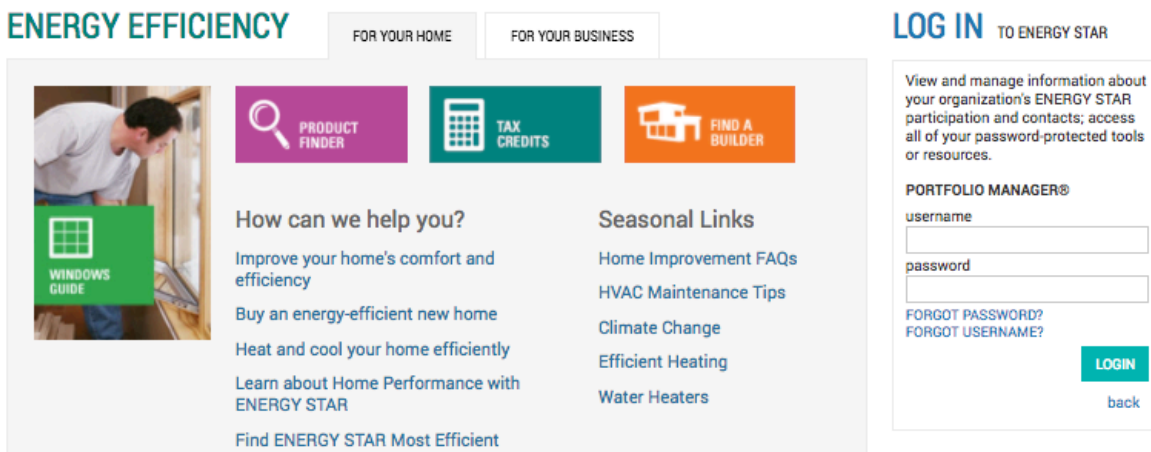 ENERGY EFFICIENCY
FOR YOUR HOME
FOR YOUR BUSINESS
PRODUCT
FINDER
TAX
CREDITS
FIND A
BUILDER
WINDOWS
GUIDE
How can we help you?
Improve your home's comfort and
efficiency
Buy an energy-efficient new home
Heat and cool your home efficiently
Learn about Home Performance with
ENERGY STAR
Find ENERGY STAR Most Efficient
Seasonal Links
Home Improvement FAQs
HVAC Maintenance Tips
Climate Change
Efficient Heating
Water Heaters
LOG IN TO ENERGY STAR
View and manage information about
your organization's ENERGY STAR
participation and contacts; access
all of your password-protected tools
or resources.
PORTFOLIO MANAGER®
username
password
FORGOT PASSWORD?
FORGOT USERNAME?
LOGIN
back